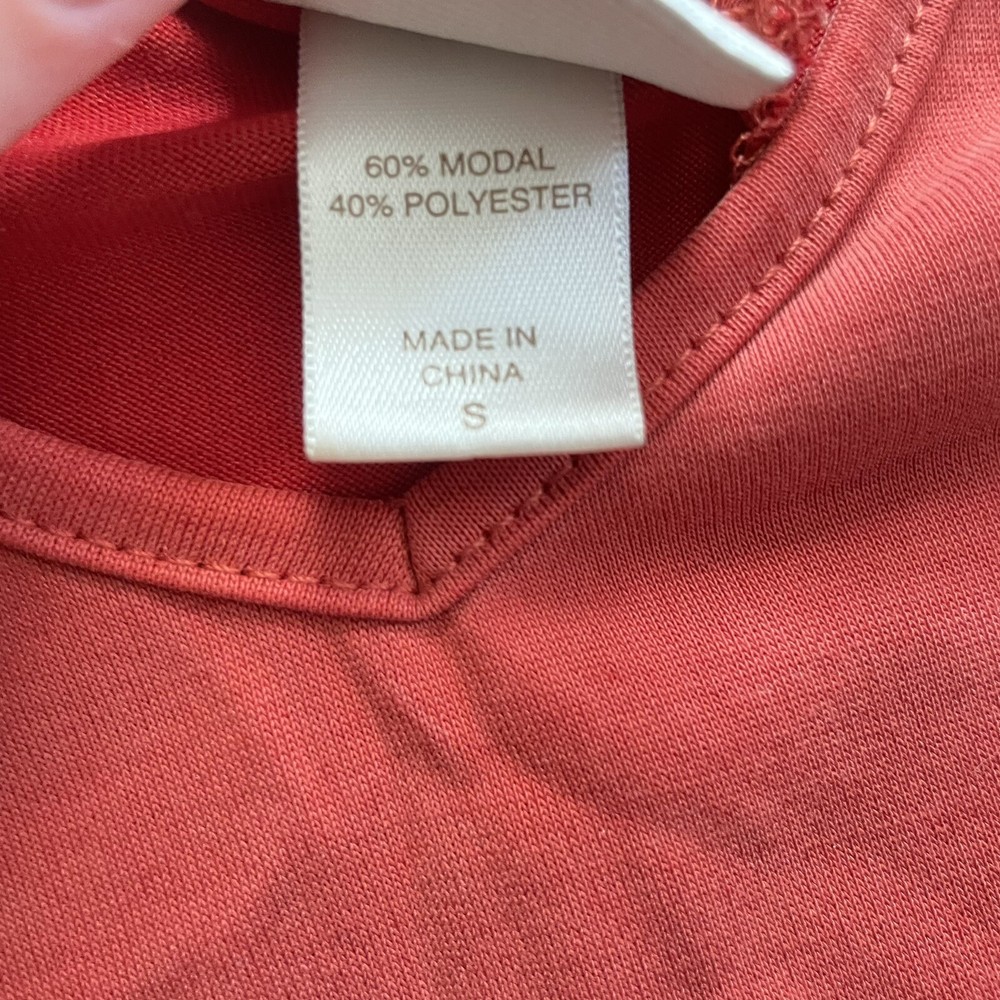 60% MODAL
40% POLYESTER
MADE IN
CHINA
S